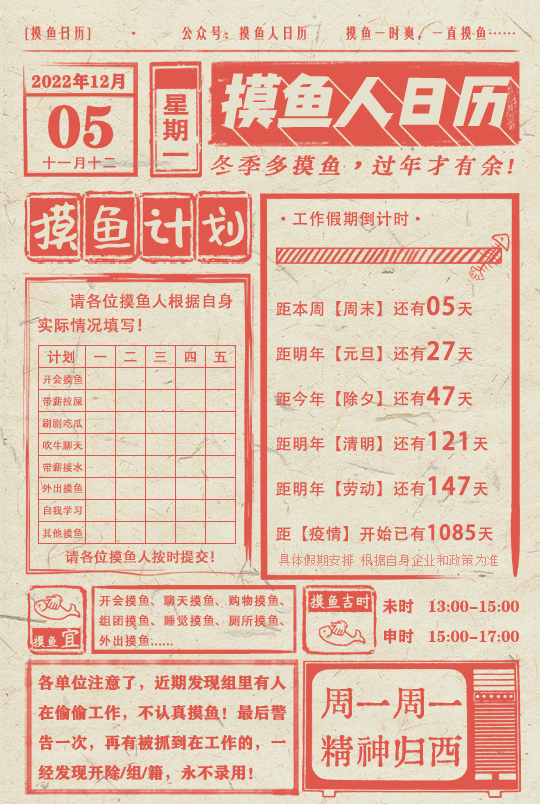 [摸鱼日历] · 公众号：摸鱼人日历 摸鱼一时爽，一直摸鱼……
2022年12月
05
十一月十二
星期一
摸鱼人日历
冬季多摸鱼，过年才有余！
摸鱼计划
请各位摸鱼人根据自身
实际情况填写！
计划 一 二 三 四 五
开会摸鱼
带薪拉屎
刷剧吃瓜
吹牛聊天
带薪接水
外出摸鱼
自我学习
其他摸鱼
请各位摸鱼人按时提交！
·工作假期倒计时·
距本周【周末】还有05天
距明年【元旦】还有27天
距今年【除夕】还有47天
距明年【清明】还有121天
距明年【劳动】还有147天
距【疫情】开始已有1085天
具体假期安排 根据自身企业和政策为准
摸鱼宜
开会摸鱼、聊天摸鱼、购物摸鱼、
组团摸鱼、睡觉摸鱼、厕所摸鱼、
外出摸鱼……
摸鱼吉时
未时 13:00-15:00
申时 15:00-17:00
各单位注意了，近期发现组里有人
在偷偷工作，不认真摸鱼！最后警
告一次，再有被抓到在工作的，一
经发现开除/组/籍，永不录用！
周一周一
精神归西